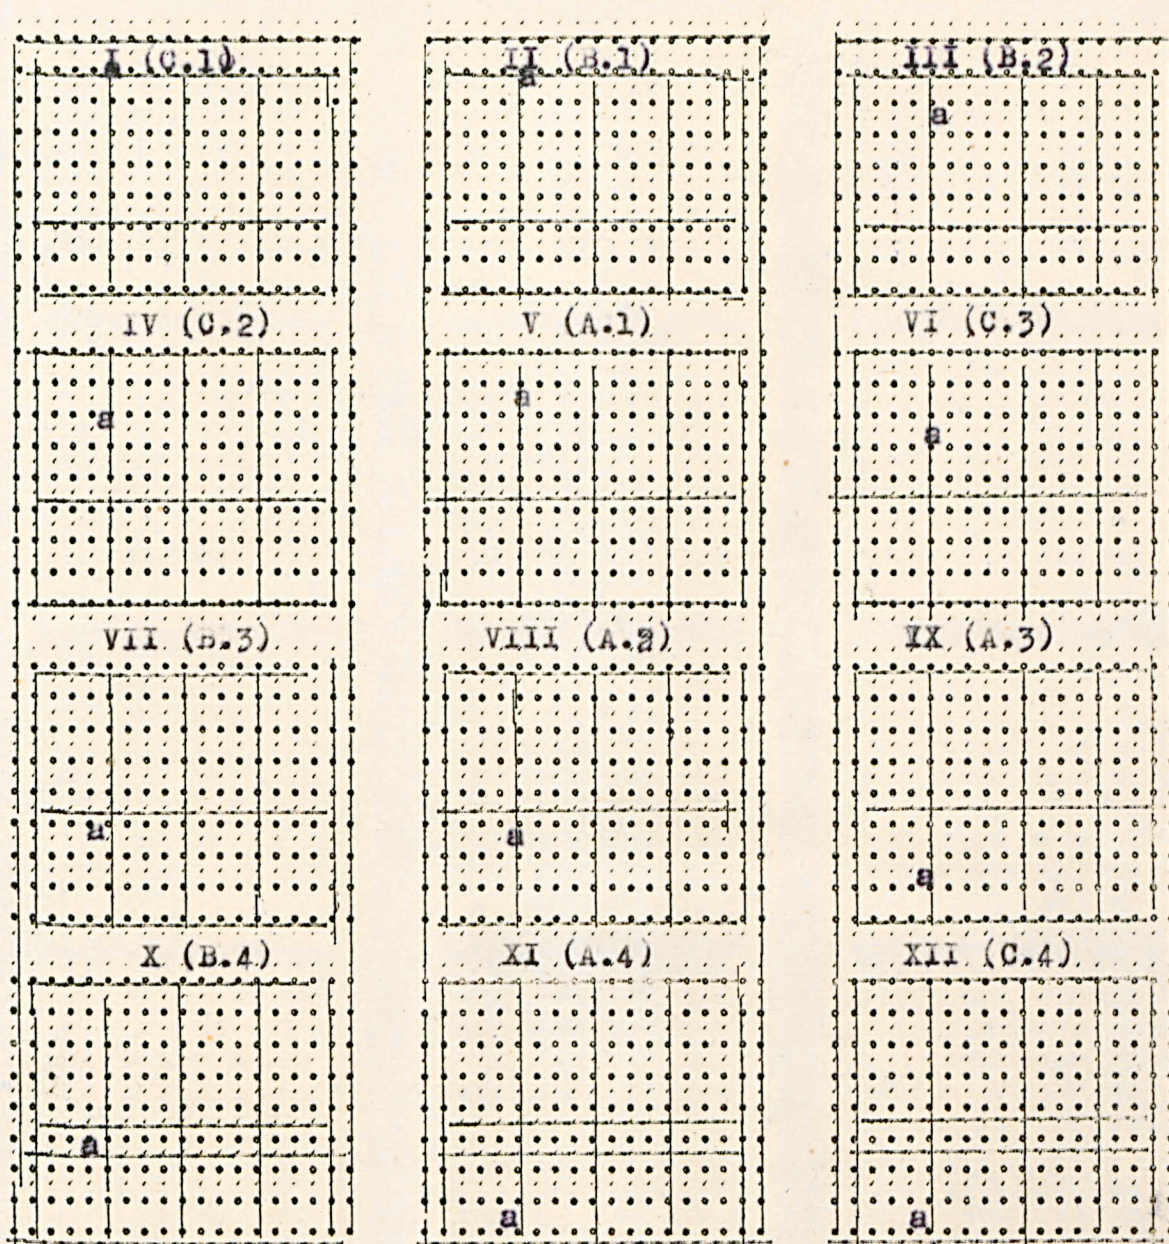 I (C.1) II (B.1) III (B.2)
a a a
IV (C.2) V (A.1) VI (C.3)
a a a
VII (B.3) VIII (A.2) IX (A.3)
a a a
X (B.4) XI (A.4) XII (C.4)
a a a